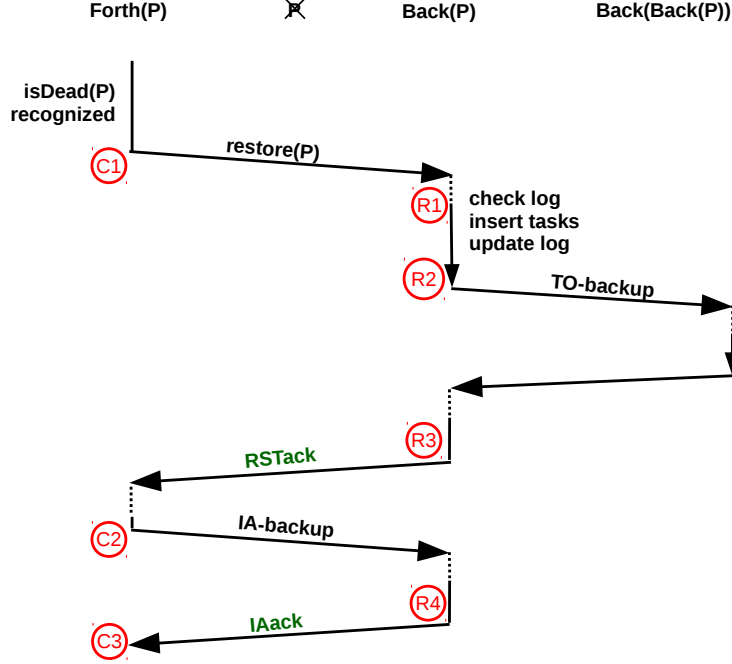 Forth(P) P Back(P) Back(Back(P))
isDead(P)
recognized
restore(P)
C1
R1
check log
insert tasks
update log
R2
TO-backup
R3
RSTack
IA-backup
C2
R4
IAack
C3